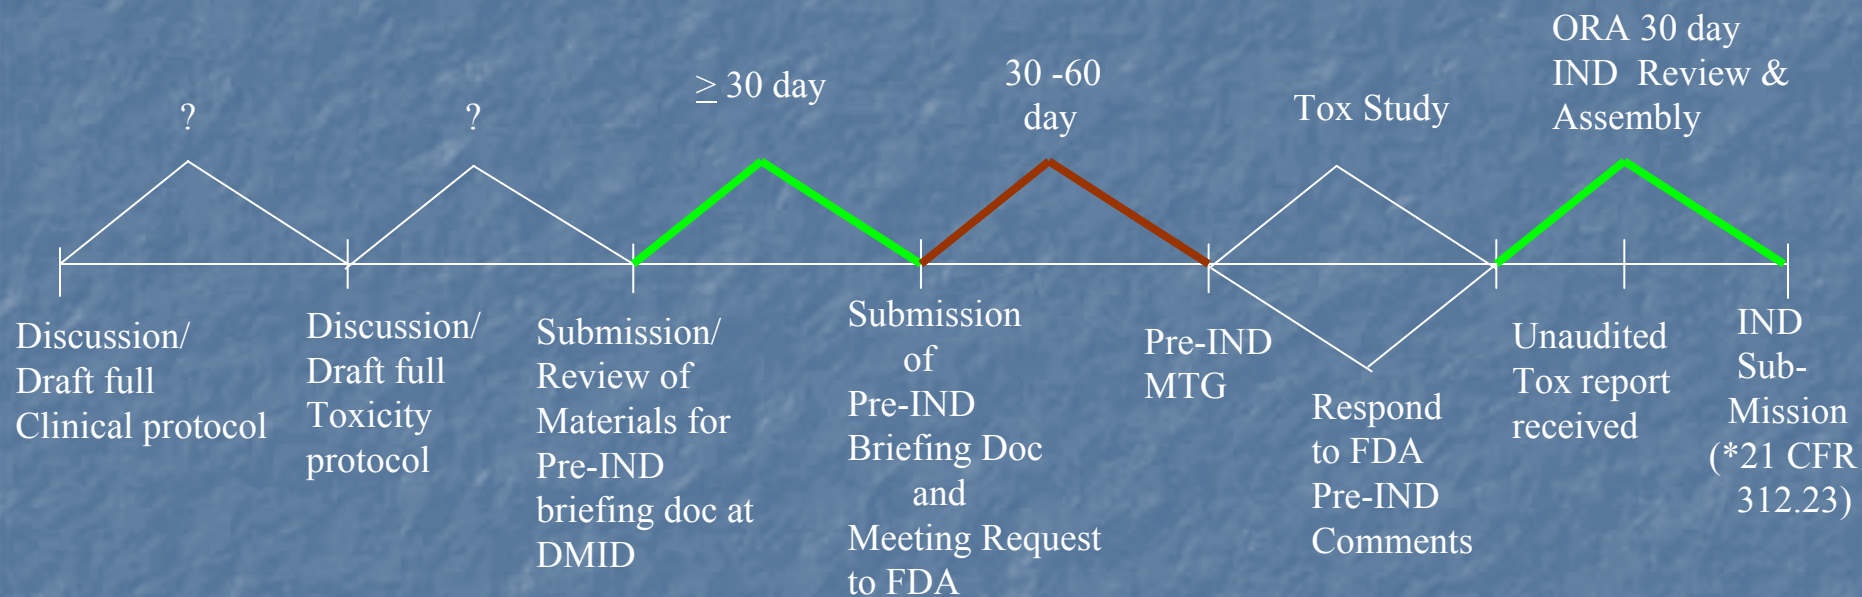 ?
?
≥ 30 day
30 -60
day
Tox Study
ORA 30 day
IND Review &
Assembly
Discussion/
Draft full
Clinical protocol
Discussion/
Draft full
Toxicity
protocol
Submission/
Review of
Materials for
Pre-IND
briefing doc at
DMID
Submission
of
Pre-IND
Briefing Doc
and
Meeting Request
to FDA
Pre-IND
MTG
Respond
to FDA
Pre-IND
Comments
Unaudited
Tox report
received
IND
Sub-
Mission
(*21 CFR
312.23)